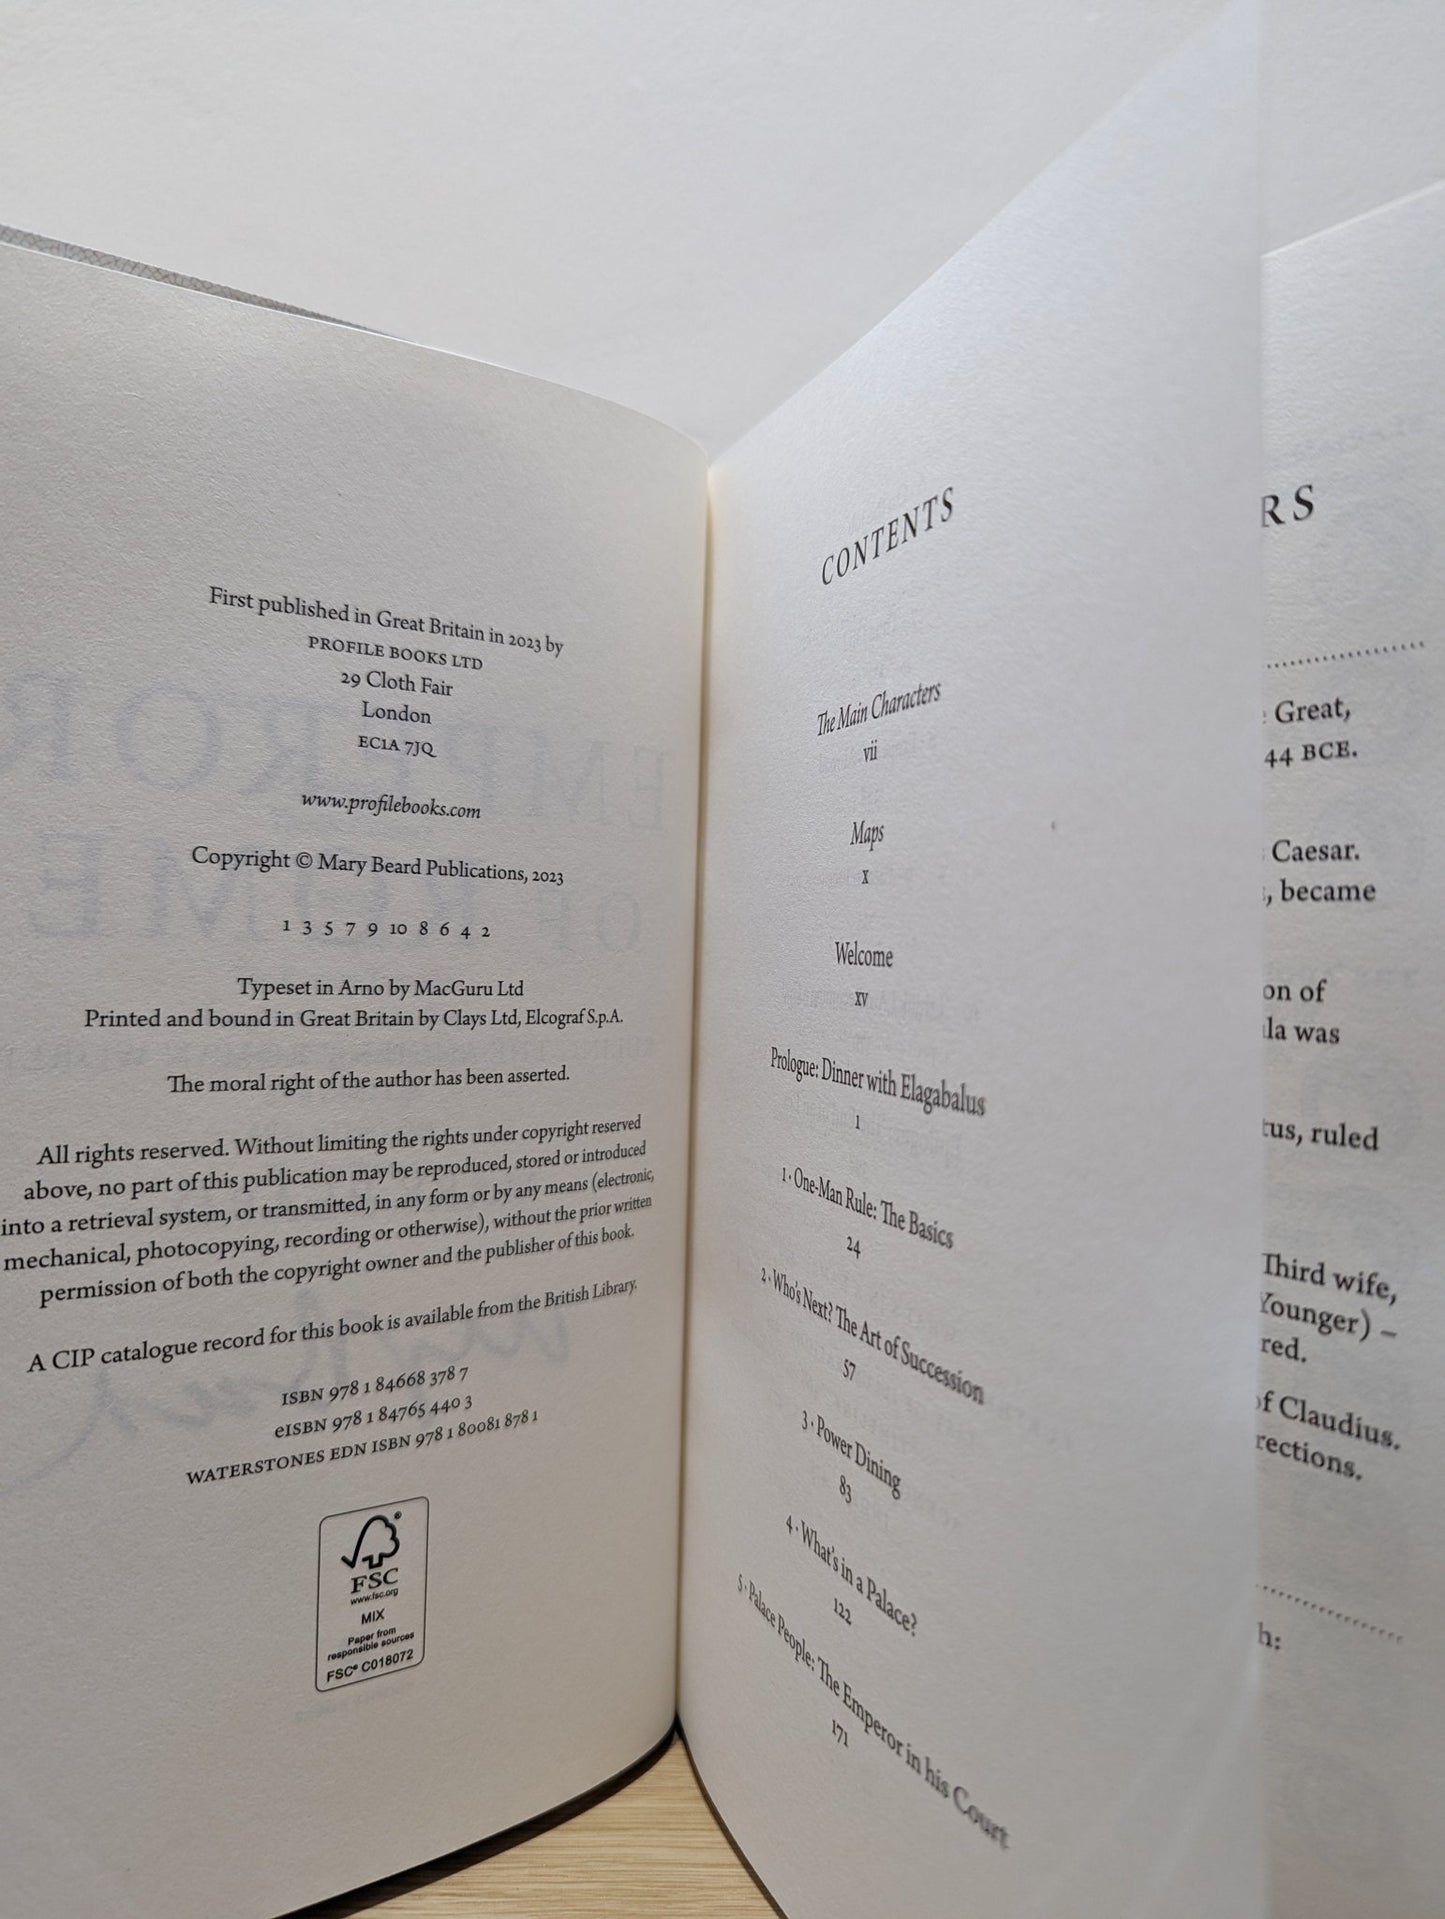 First published in Great Britain in 2023 by
PROFILE BOOKS LTD
29 Cloth Fair
London
EC1A 7JQ
www.profilebooks.com
Copyright © Mary Beard Publications, 2023
1 3 5 7 9 10 8 6 4 2
Typeset in Arno by MacGuru Ltd
Printed and bound in Great Britain by Clays Ltd, Elcograf S.p.A.
The moral right of the author has been asserted.
All rights reserved. Without limiting the rights under copyright reserved
above, no part of this publication may be reproduced, stored or introduced
into a retrieval system, or transmitted, in any form or by any means (electronic,
mechanical, photocopying, recording or otherwise), without the prior written
permission of both the copyright owner and the publisher of this book.
A CIP catalogue record for this book is available from the British Library.
ISBN 978 1 84668 378 7
eISBN 978 1 84765 440 3
WATERSTONES EDN ISBN 978 1 80081 878 1
FSC
www.fsc.org
MIX
Paper from
responsible sources
FSC® C018072
CONTENTS
The Main Characters
vii
Maps
x
Welcome
xv
Prologue: Dinner with Elagabalus
1
1 · One-Man Rule: The Basics
24
2 · Who's Next? The Art of Succession
57
3 · Power Dining
83
4 · What's in a Palace?
122
5 · Palace People: The Emperor in his Court
171
RS
Great,
44 BCE.
Caesar.
, became
on of
la was
tus, ruled
Third wife,
Younger) –
red.
of Claudius.
rections.
h: